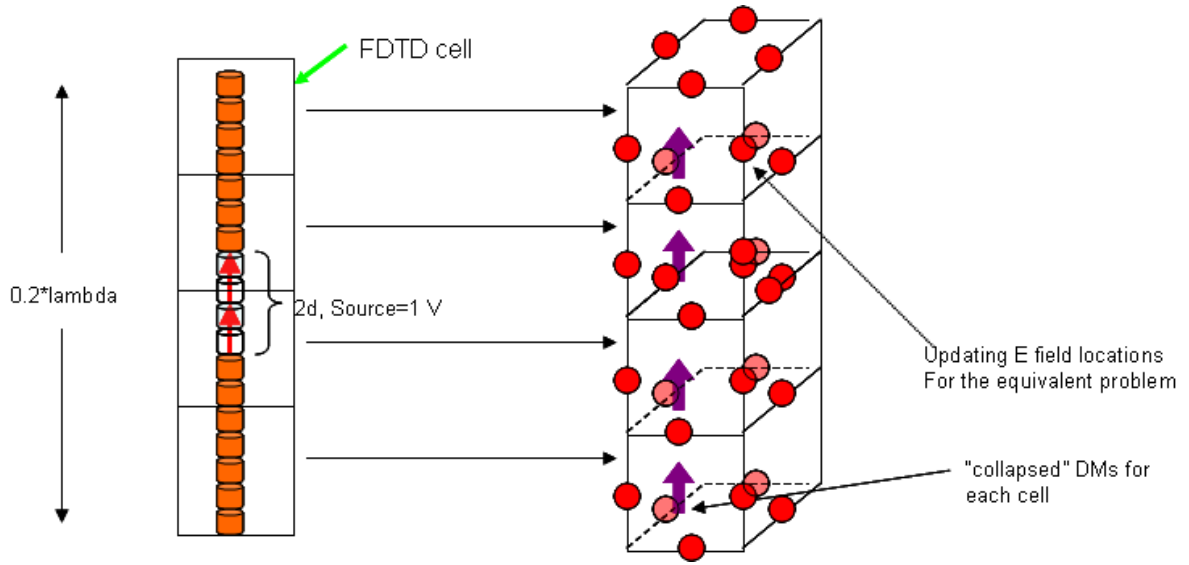 FDTD cell
0.2*lambda
2d, Source=1 V
Updating E field locations
For the equivalent problem
"collapsed" DMs for
each cell